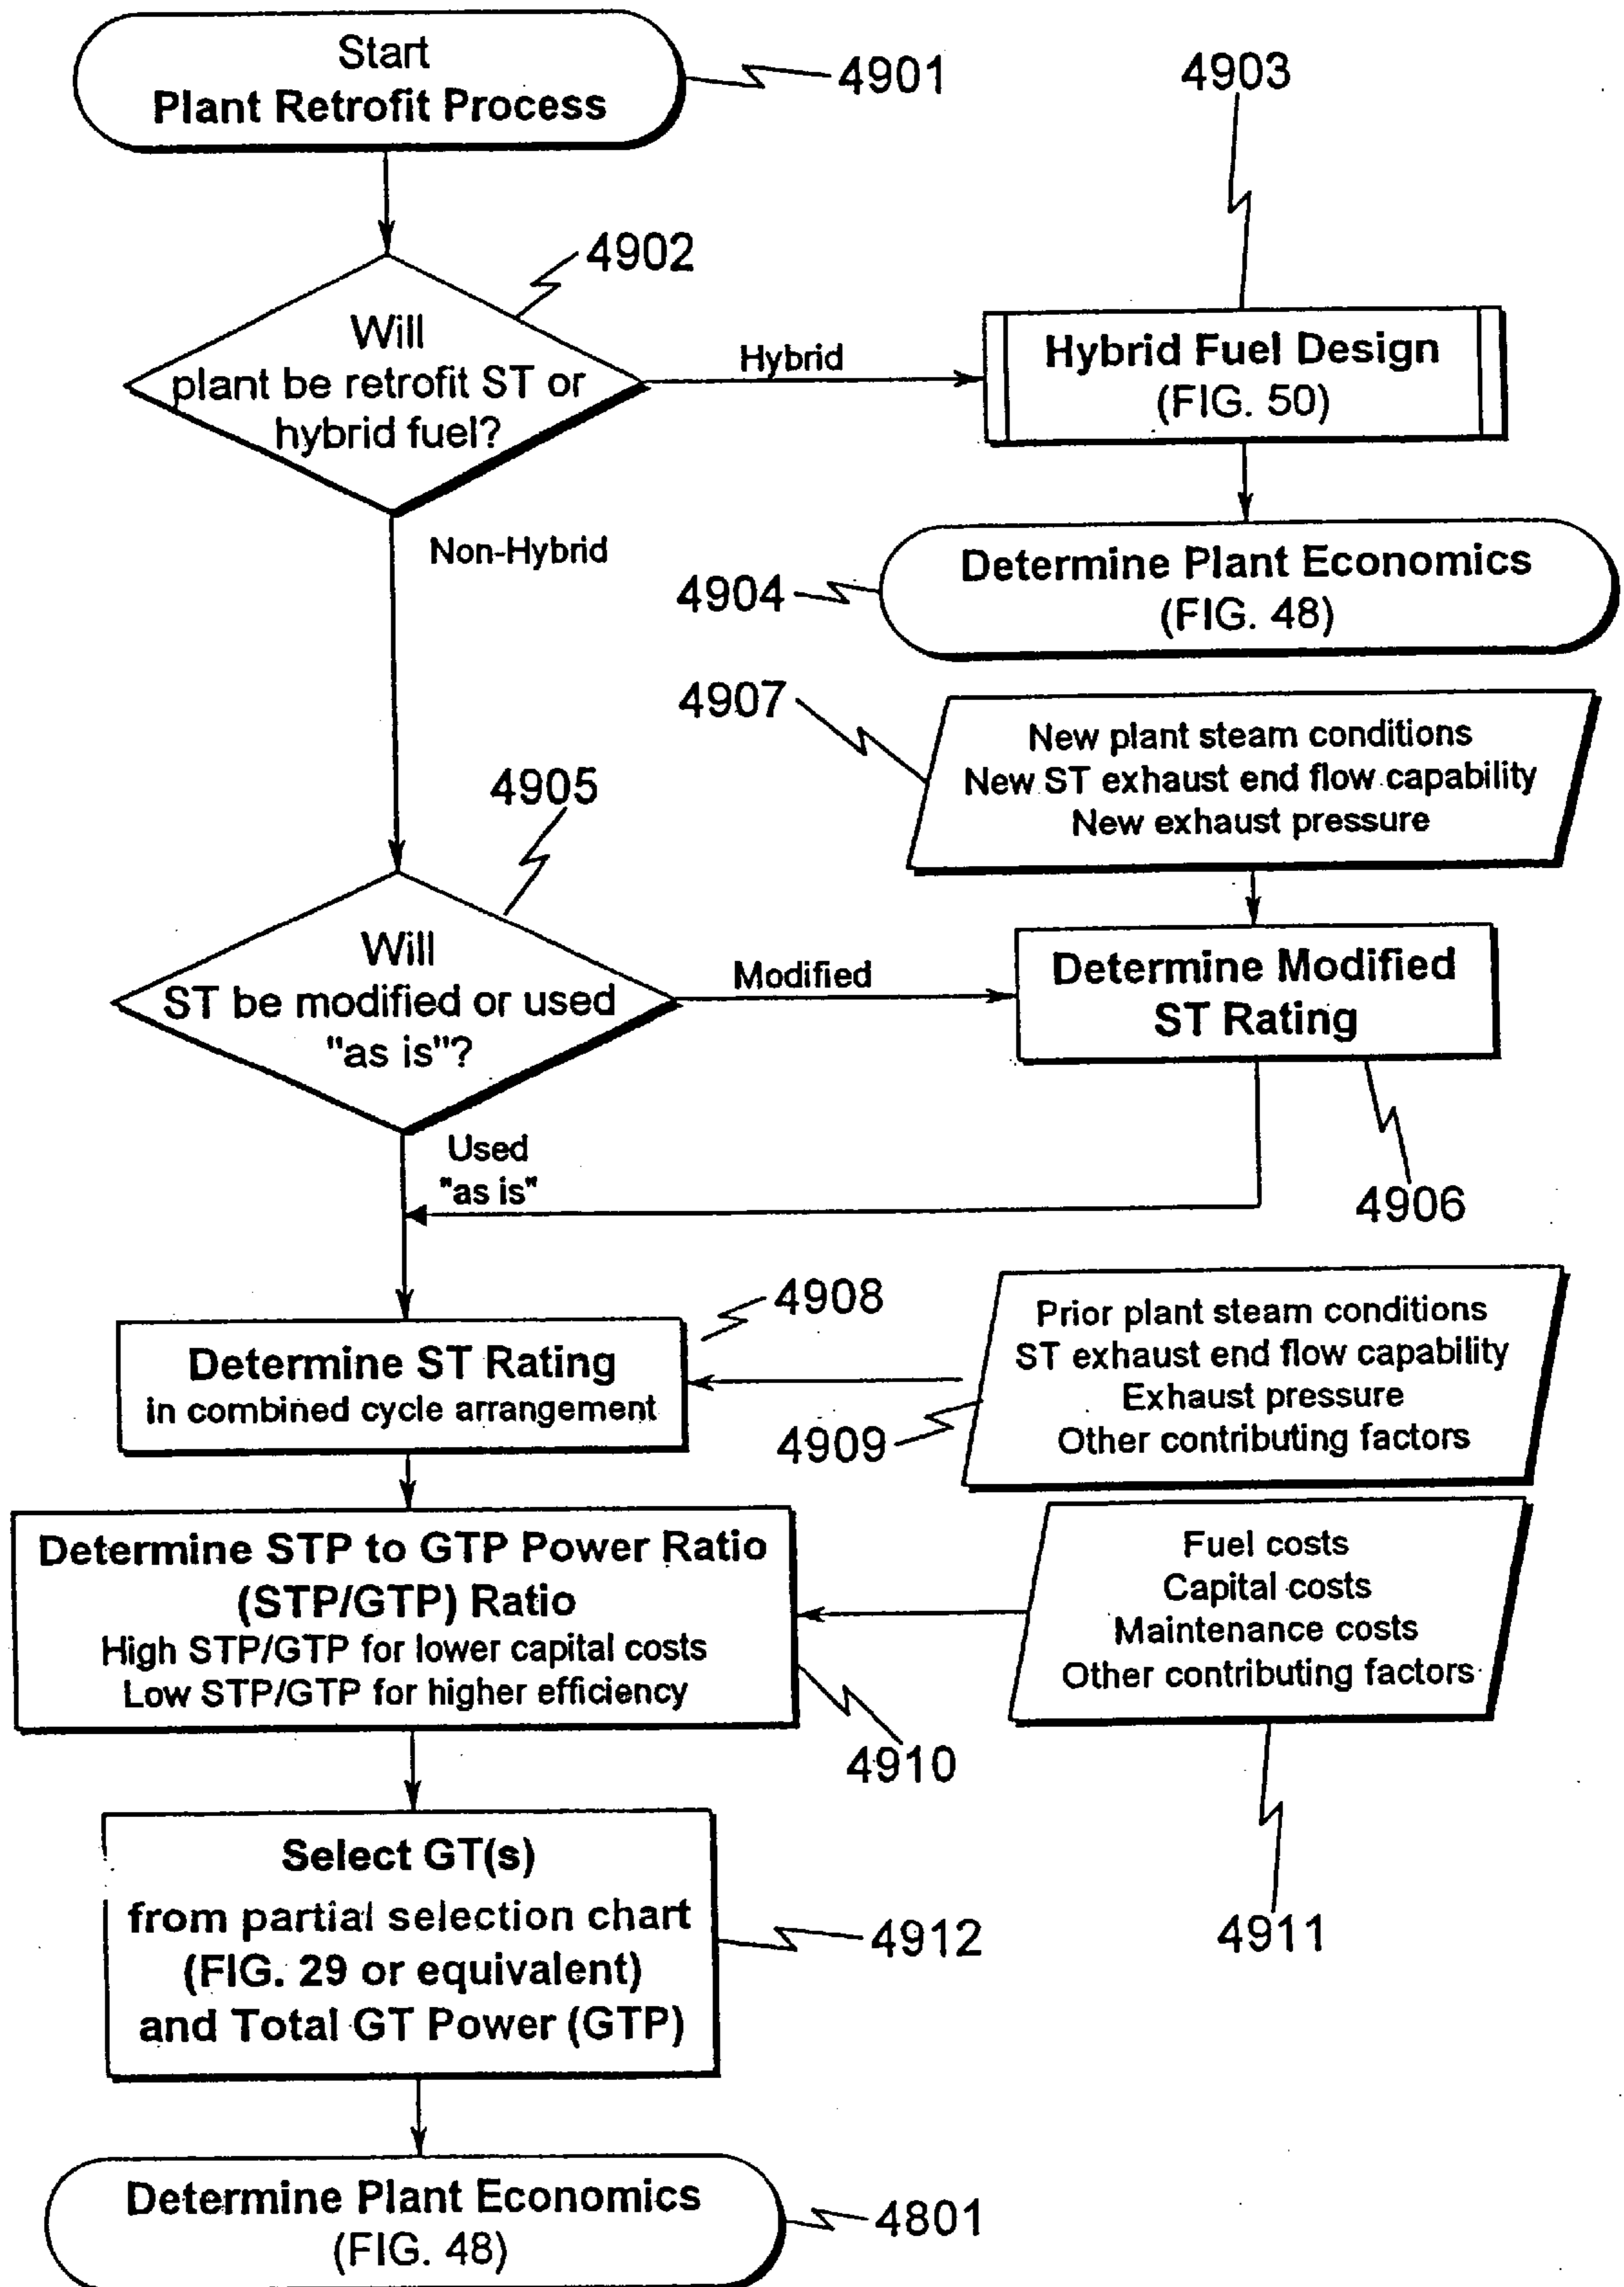 Start
Plant Retrofit Process
4901
4903
4902
Will
plant be retrofit ST or
hybrid fuel?
Hybrid
Hybrid Fuel Design
(FIG. 50)
Non-Hybrid
4904
Determine Plant Economics
(FIG. 48)
4907
New plant steam conditions
New ST exhaust end flow capability
New exhaust pressure
4905
Will
ST be modified or used
"as is"?
Modified
Determine Modified
ST Rating
Used
"as is"
4906
4908
Determine ST Rating
in combined cycle arrangement
Prior plant steam conditions
ST exhaust end flow capability
Exhaust pressure
Other contributing factors
4909
Determine STP to GTP Power Ratio
(STP/GTP) Ratio
High STP/GTP for lower capital costs
Low STP/GTP for higher efficiency
Fuel costs
Capital costs
Maintenance costs
Other contributing factors
4910
4911
Select GT(s)
from partial selection chart
(FIG. 29 or equivalent)
and Total GT Power (GTP)
4912
Determine Plant Economics
(FIG. 48)
4801